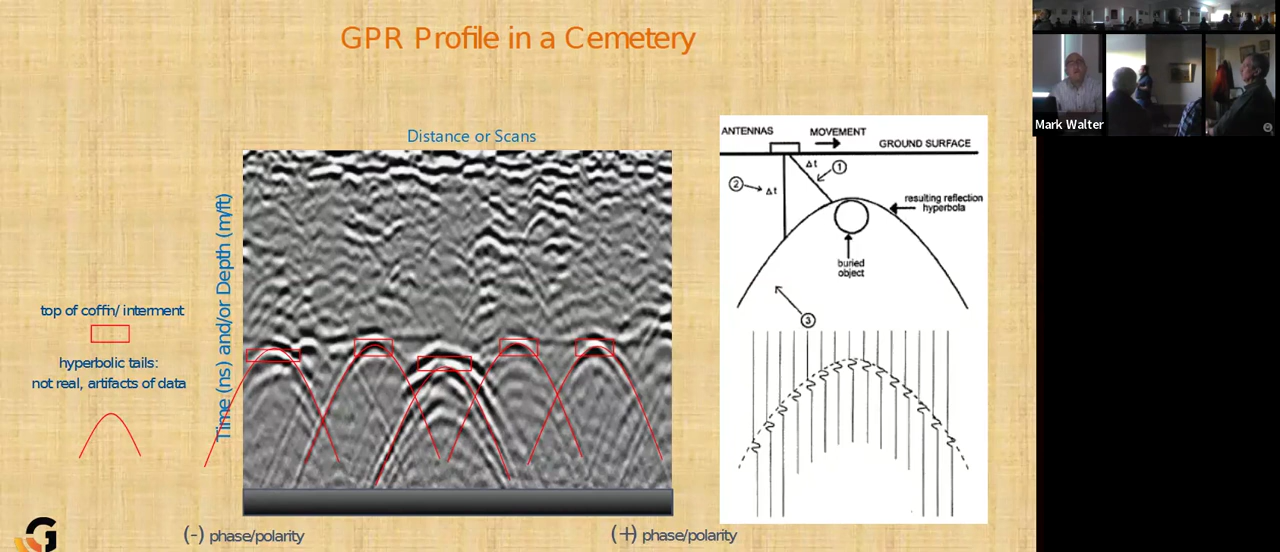 GPR Profile in a Cemetery
Distance or Scans
Time (ns) and/or Depth (m/ft)
top of coffn/ interment
hyperbolic tails:
not real, artifacts of data
(-) phase/polarity
(+) phase/polarity
ANTENNAS
MOVEMENT
GROUND SURFACE
Δt
1
2
Δt
resulting reflection
hyperbola
buried
object
3
Mark Walter
G